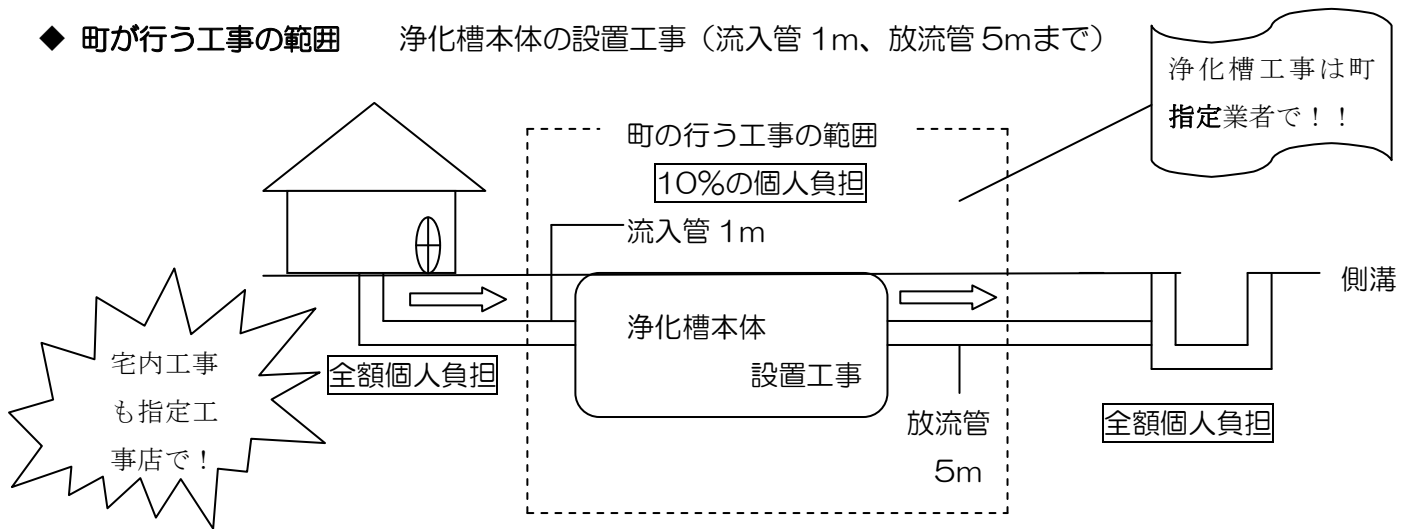 ◆ 町が行う工事の範囲　　浄化槽本体の設置工事（流入管 1m、放流管 5mまで）
浄化槽工事は町
指定業者で！！
町の行う工事の範囲
10%の個人負担
流入管 1m
側溝
浄化槽本体
設置工事
宅内工事
も指定工
事店で！
全額個人負担
放流管
5m
全額個人負担